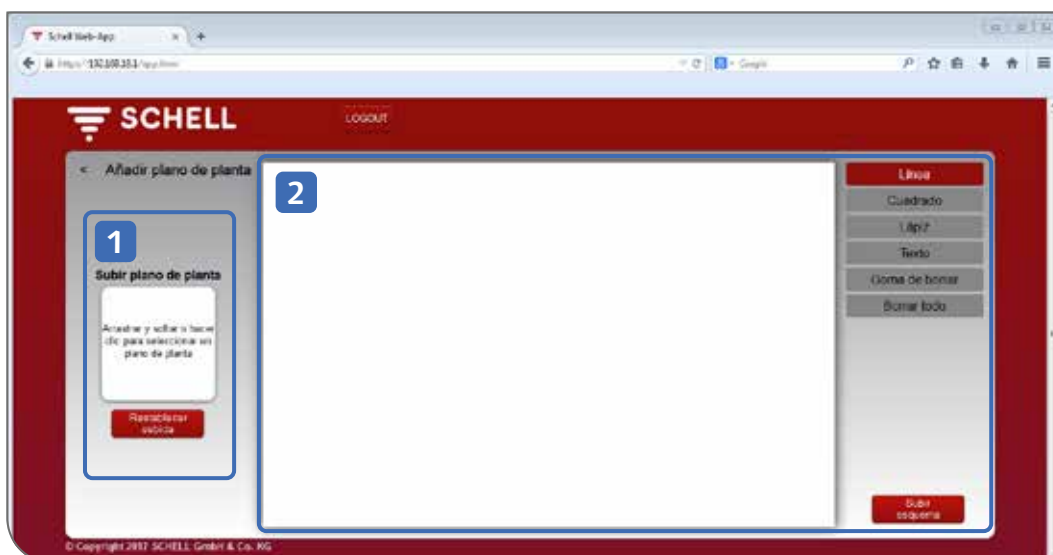 Schell Web-App
Google
SCHELL
LOGOUT
< Añadir plano de planta
1
Subir plano de planta
Arrastrar y soltar o hacer
clic para seleccionar un
plano de planta
Restablecer
subida
2
Línea
Cuadrado
Lápiz
Texto
Goma de borrar
Borrar todo
Subir
esquema
© Copyright 2017 SCHELL GmbH & Co. KG